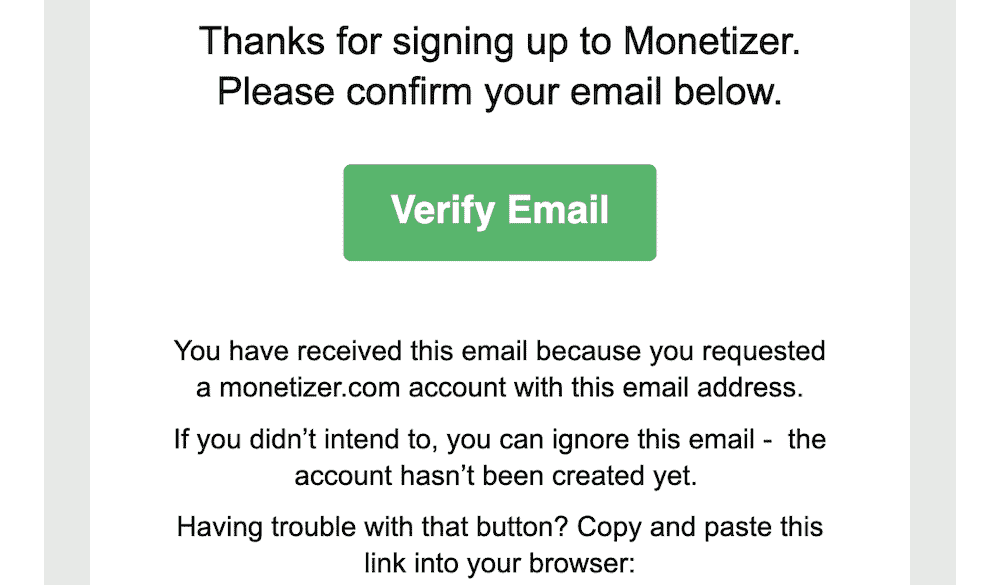 Thanks for signing up to Monetizer.
Please confirm your email below.
Verify Email
You have received this email because you requested
a monetizer.com account with this email address.
If you didn’t intend to, you can ignore this email -  the
account hasn’t been created yet.
Having trouble with that button? Copy and paste this
link into your browser: